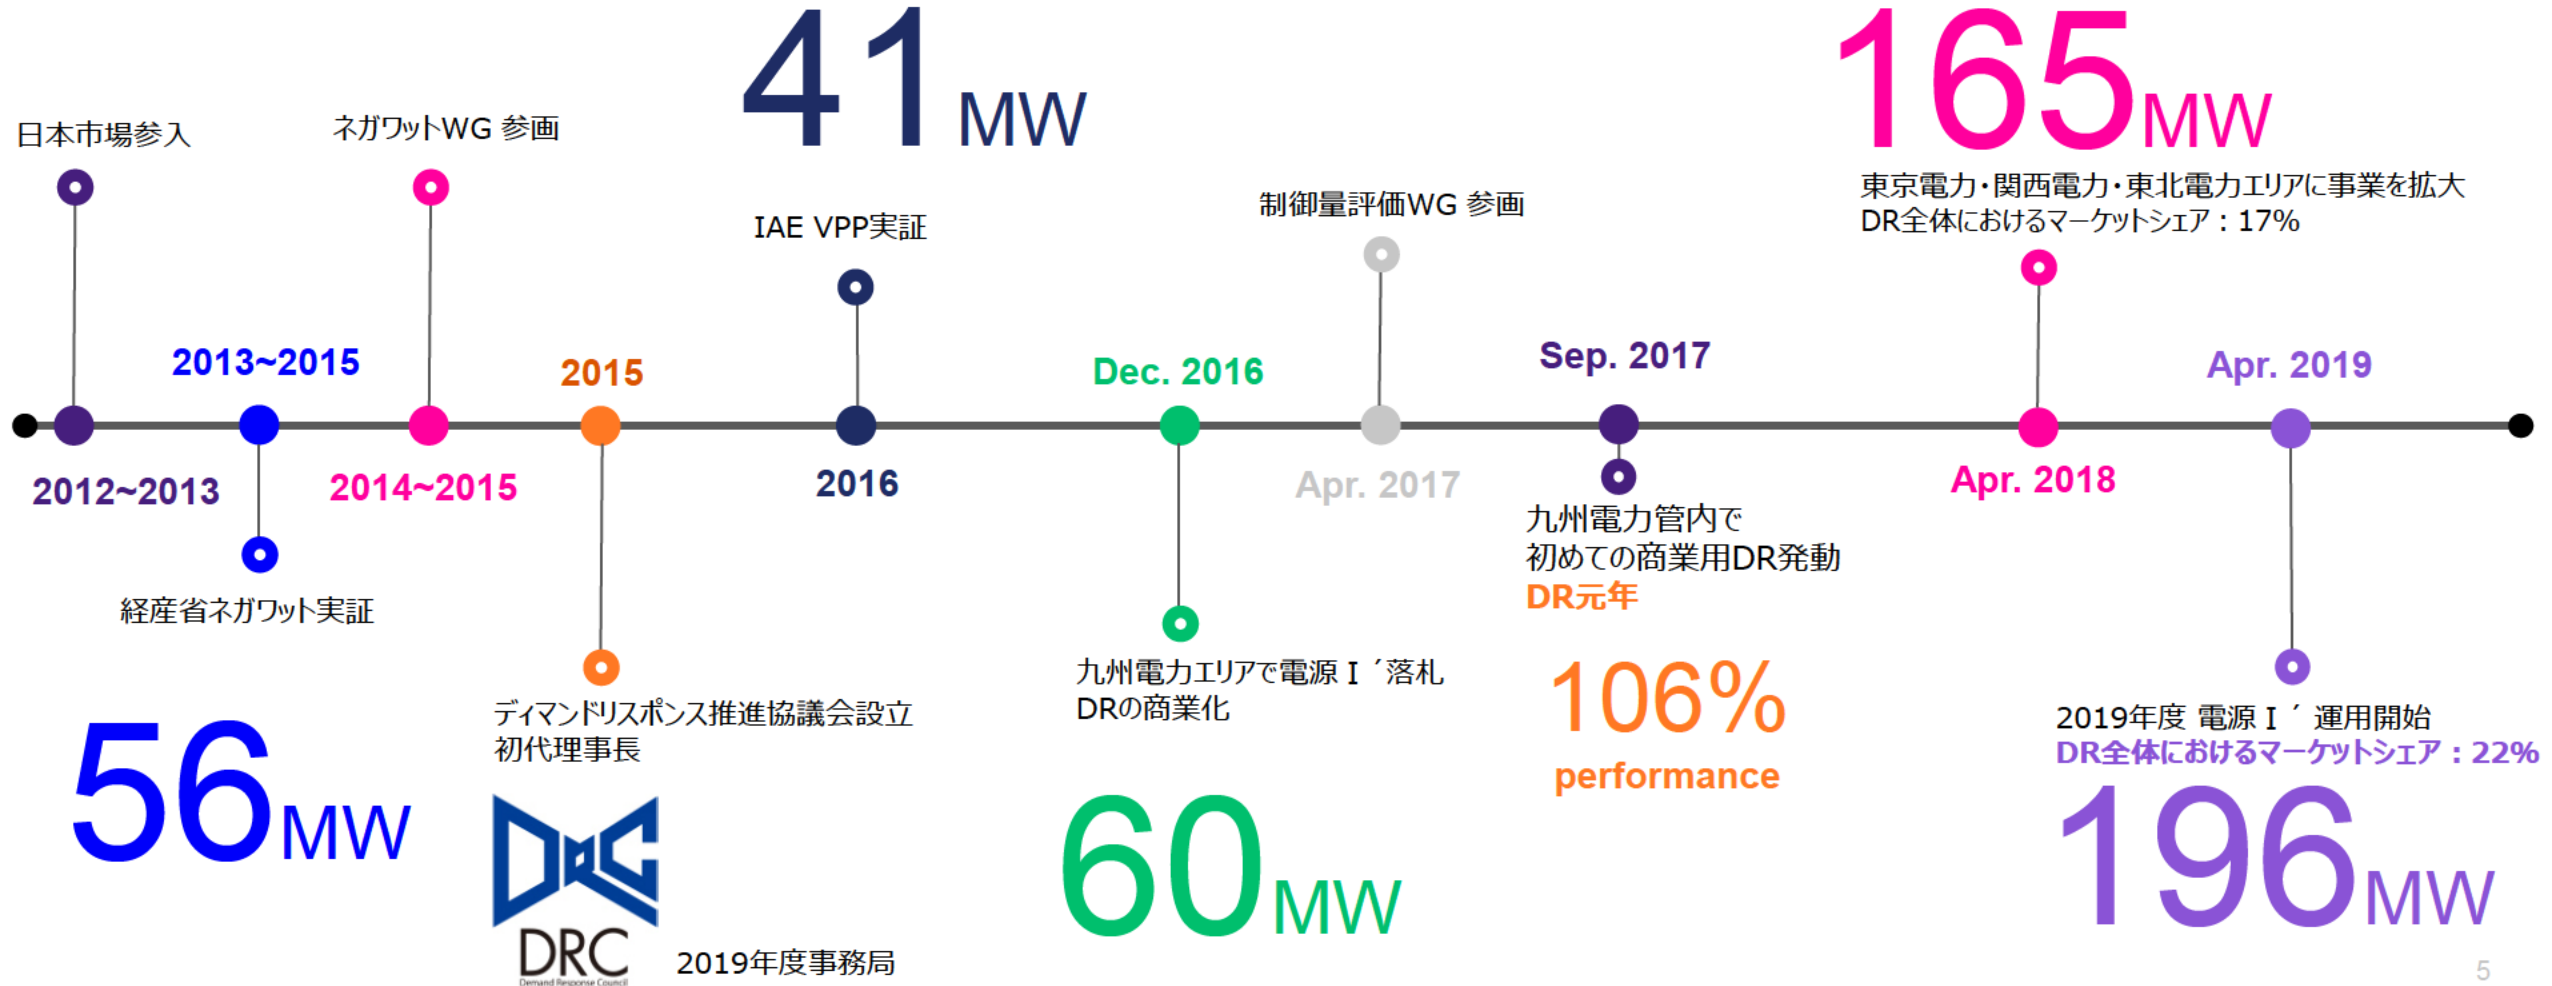 日本市場参入
2012~2013
2013~2015
経産省ネガワット実証
56MW
ネガワットWG 参画
2014~2015
2015
ディマンドリスポンス推進協議会設立
初代理事長
DRC
DRC
Demand Response Council
2019年度事務局
41MW
IAE VPP実証
2016
Dec. 2016
九州電力エリアで電源Ⅰ´落札
DRの商業化
60MW
制御量評価WG 参画
Apr. 2017
Sep. 2017
九州電力管内で
初めての商業用DR発動
DR元年
106%
performance
165MW
東京電力・関西電力・東北電力エリアに事業を拡大
DR全体におけるマーケットシェア：17%
Apr. 2018
Apr. 2019
2019年度 電源Ⅰ´ 運用開始
DR全体におけるマーケットシェア：22%
196MW
5